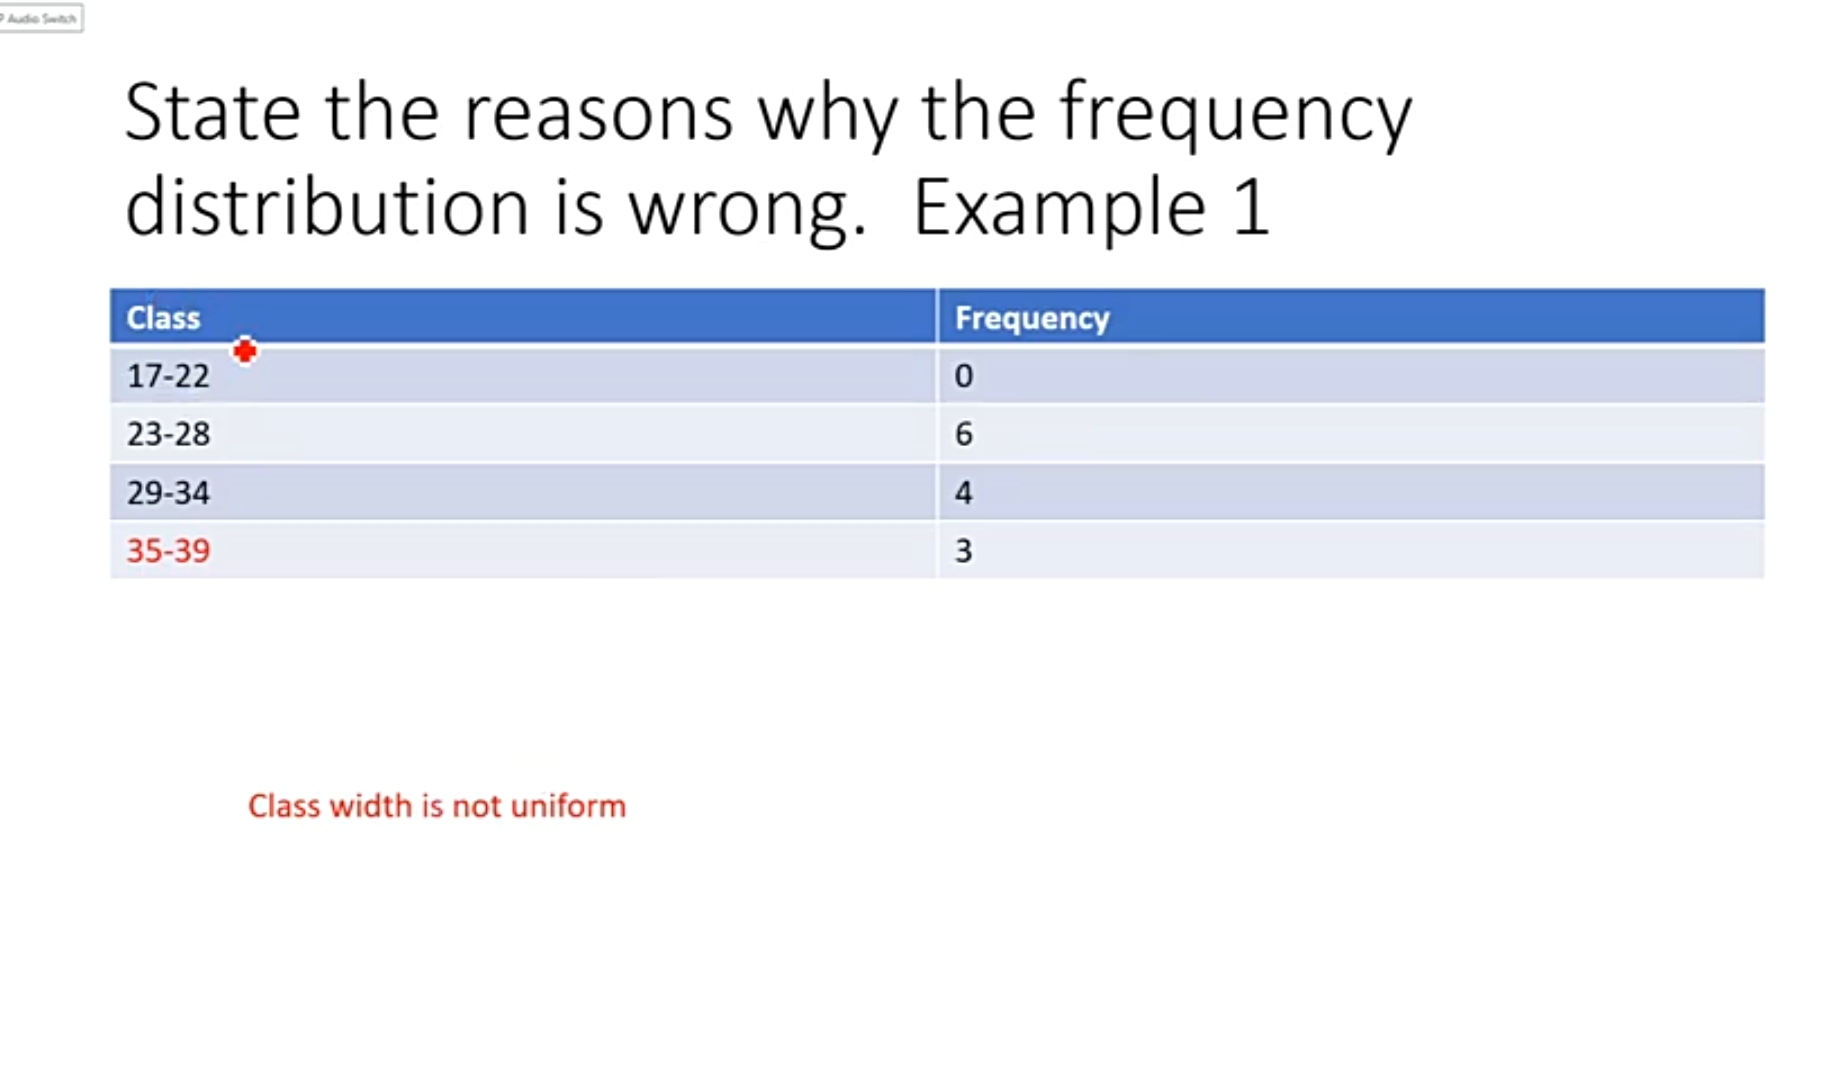 Audio Switch
State the reasons why the frequency
distribution is wrong. Example 1
Class Frequency
17-22 0
23-28 6
29-34 4
35-39 3
Class width is not uniform